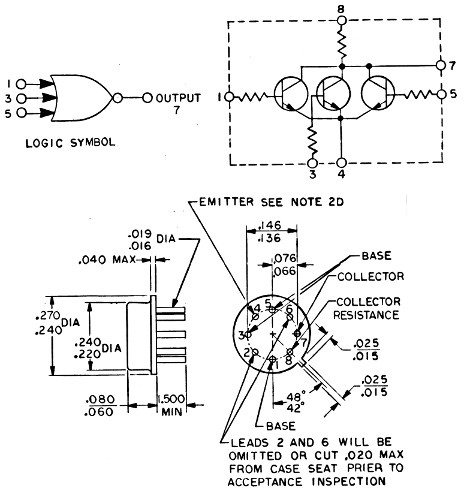 8
7
1
3
5
OUTPUT
7
LOGIC SYMBOL
1
5
3
4
EMITTER SEE NOTE 2D
.019
.016
DIA
.040 MAX
.146
.136
.076
.066
BASE
COLLECTOR
COLLECTOR
RESISTANCE
.270
.240
DIA
.240
.220
DIA
5
4
6
3
7
2
8
1
.025
.015
.025
.015
.080
.060
1.500
MIN
48°
42°
BASE
LEADS 2 AND 6 WILL BE
OMITTED OR CUT .020 MAX
FROM CASE SEAT PRIOR TO
ACCEPTANCE INSPECTION